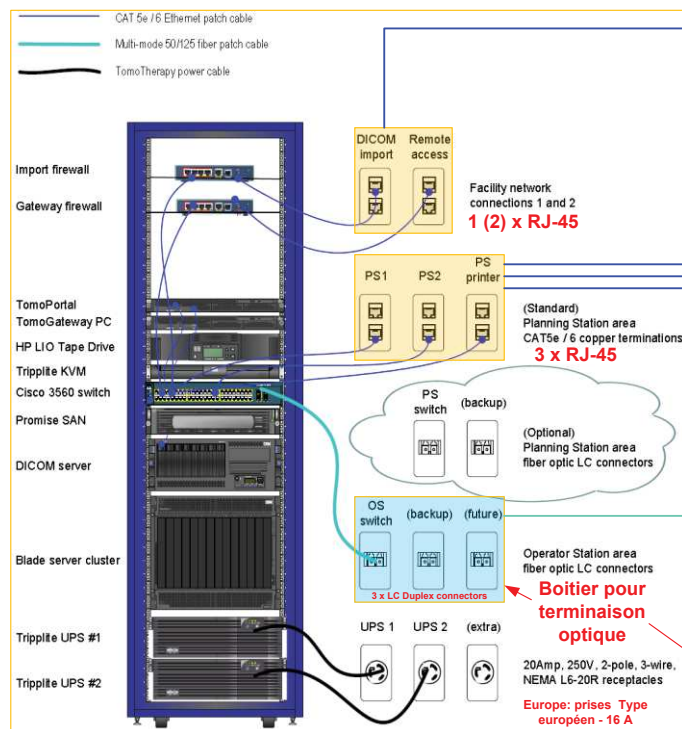 CAT 5e / 6 Ethernet patch cable
Multi-mode 50/125 fiber patch cable
TomoTherapy power cable
DICOM
import
Remote
access
Import firewall
Gateway firewall
Facility network
connections 1 and 2
1 (2) x RJ-45
PS1
PS2
PS
printer
TomoPortal
TomoGateway PC
HP LIO Tape Drive
Tripplite KVM
Cisco 3560 switch
Promise SAN
DICOM server
Blade server cluster
Tripplite UPS #1
Tripplite UPS #2
(Standard)
Planning Station area
CAT5e / 6 copper terminations
3 x RJ-45
PS
switch
(backup)
(Optional)
Planning Station area
fiber optic LC connectors
OS
switch
(backup)
(future)
3 x LC Duplex connectors
Operator Station area
fiber optic LC connectors
Boitier pour
terminaison
optique
UPS 1
UPS 2
(extra)
20Amp, 250V, 2-pole, 3-wire,
NEMA L6-20R receptacles
Europe: prises Type
européen - 16 A